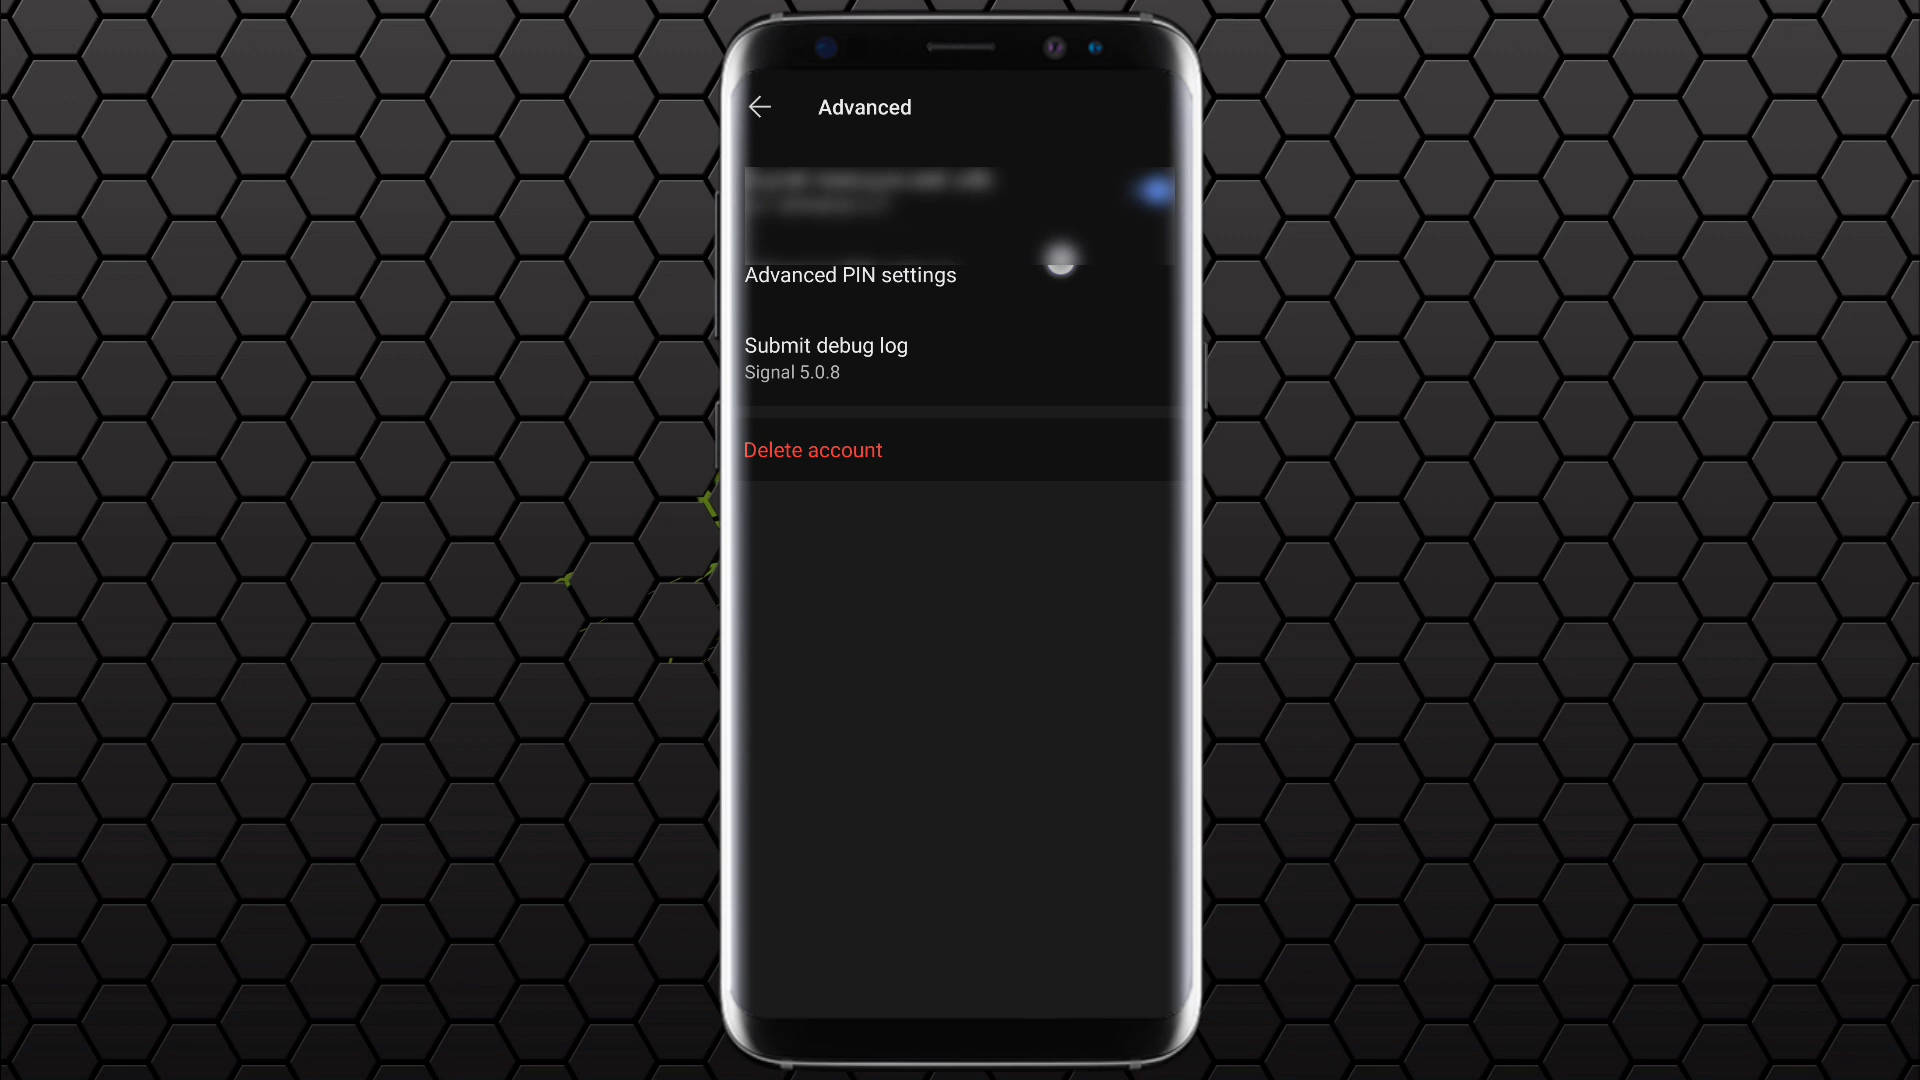 Advanced
Advanced PIN settings
Submit debug log
Signal 5.0.8
Delete account